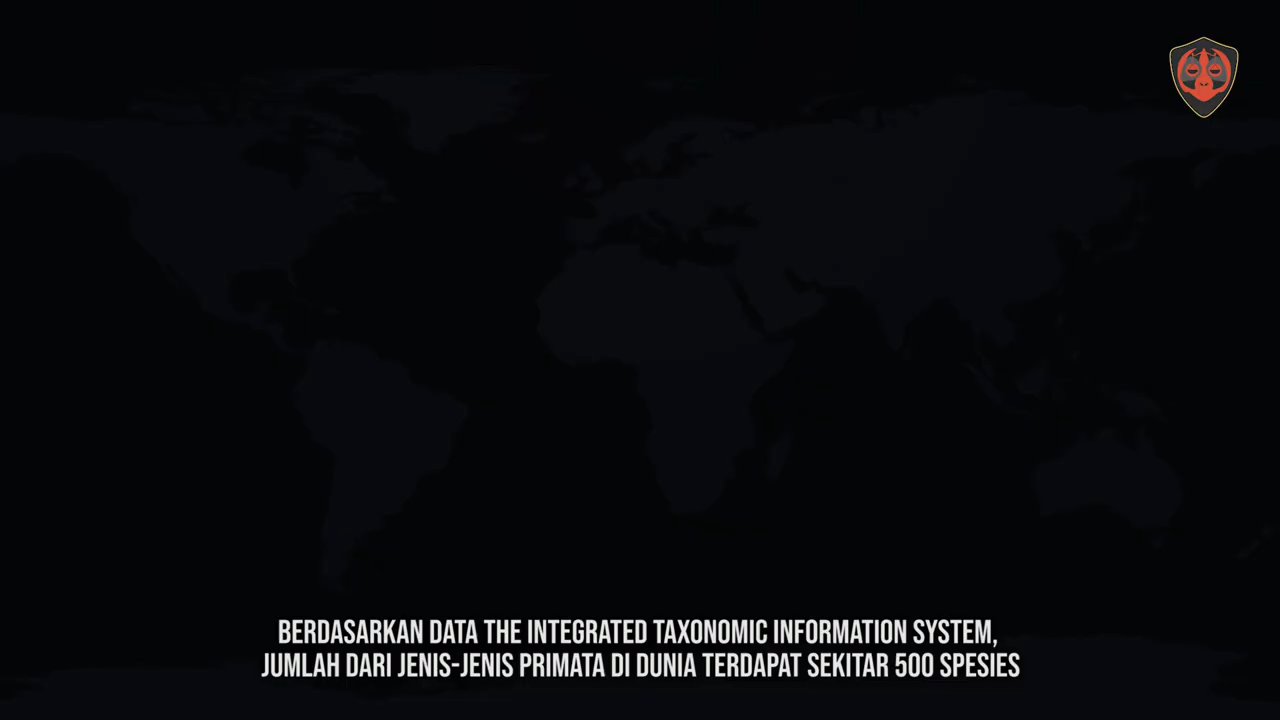 BERDASARKAN DATA THE INTEGRATED TAXONOMIC INFORMATION SYSTEM,
JUMLAH DARI JENIS-JENIS PRIMATA DI DUNIA TERDAPAT SEKITAR 500 SPESIES